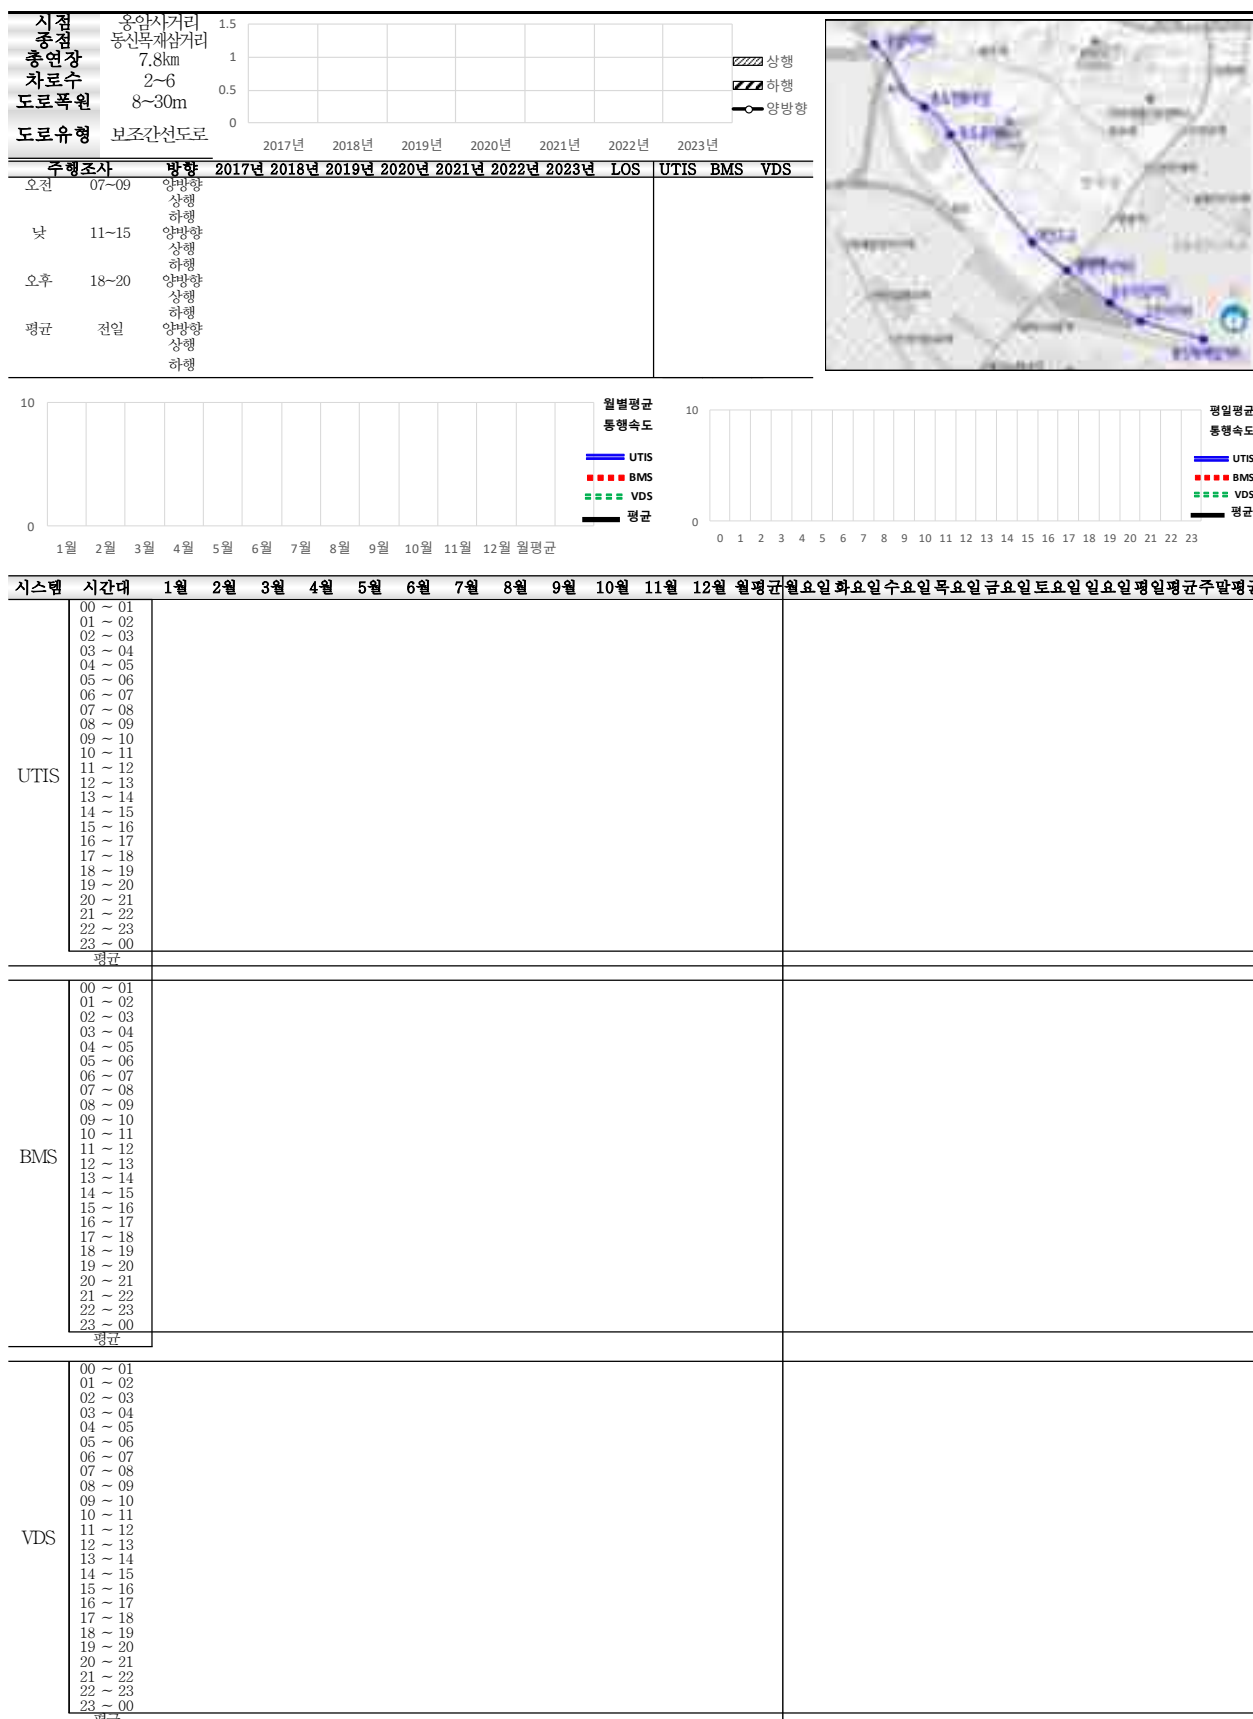 시점 옹암사거리
종점 동신목재삼거리
총연장 7.8km
차로수 2~6
도로폭원 8~30m
도로유형 보조간선도로
1.5
1
0.5
0
2017년 2018년 2019년 2020년 2021년 2022년 2023년
상행
하행
양방향
주행조사 방향 2017년 2018년 2019년 2020년 2021년 2022년 2023년 LOS UTIS BMS VDS
오전 07~09 양방향
상행
하행
낮 11~15 양방향
상행
하행
오후 18~20 양방향
상행
하행
평균 전일 양방향
상행
하행
10
0
1월 2월 3월 4월 5월 6월 7월 8월 9월 10월 11월 12월 월평균
월별평균
통행속도
UTIS
BMS
VDS
평균
10
0
0 1 2 3 4 5 6 7 8 9 10 11 12 13 14 15 16 17 18 19 20 21 22 23
평일평균
통행속도
UTIS
BMS
VDS
평균
시스템 시간대 1월 2월 3월 4월 5월 6월 7월 8월 9월 10월 11월 12월 월평균 월요일 화요일 수요일 목요일 금요일 토요일 일요일 평일평균 주말평균
UTIS
00 ~ 01
01 ~ 02
02 ~ 03
03 ~ 04
04 ~ 05
05 ~ 06
06 ~ 07
07 ~ 08
08 ~ 09
09 ~ 10
10 ~ 11
11 ~ 12
12 ~ 13
13 ~ 14
14 ~ 15
15 ~ 16
16 ~ 17
17 ~ 18
18 ~ 19
19 ~ 20
20 ~ 21
21 ~ 22
22 ~ 23
23 ~ 00
평균
BMS
00 ~ 01
01 ~ 02
02 ~ 03
03 ~ 04
04 ~ 05
05 ~ 06
06 ~ 07
07 ~ 08
08 ~ 09
09 ~ 10
10 ~ 11
11 ~ 12
12 ~ 13
13 ~ 14
14 ~ 15
15 ~ 16
16 ~ 17
17 ~ 18
18 ~ 19
19 ~ 20
20 ~ 21
21 ~ 22
22 ~ 23
23 ~ 00
평균
VDS
00 ~ 01
01 ~ 02
02 ~ 03
03 ~ 04
04 ~ 05
05 ~ 06
06 ~ 07
07 ~ 08
08 ~ 09
09 ~ 10
10 ~ 11
11 ~ 12
12 ~ 13
13 ~ 14
14 ~ 15
15 ~ 16
16 ~ 17
17 ~ 18
18 ~ 19
19 ~ 20
20 ~ 21
21 ~ 22
22 ~ 23
23 ~ 00
평균